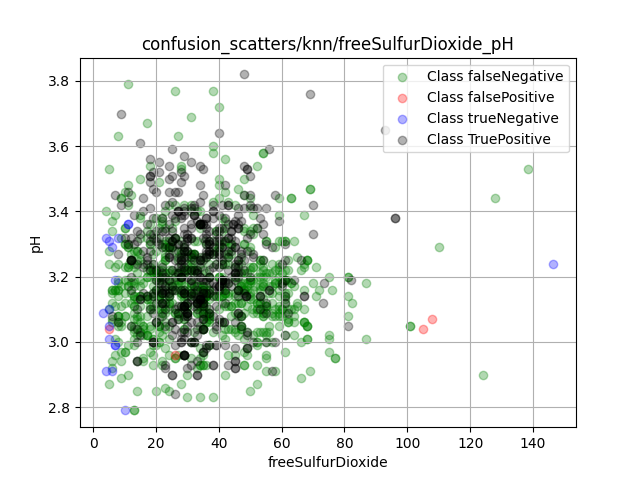 confusion_scatters/knn/freeSulfurDioxide_pH
Class falseNegative
Class falsePositive
Class trueNegative
Class TruePositive
3.8
3.6
3.4
3.2
3.0
2.8
pH
0 20 40 60 80 100 120 140
freeSulfurDioxide